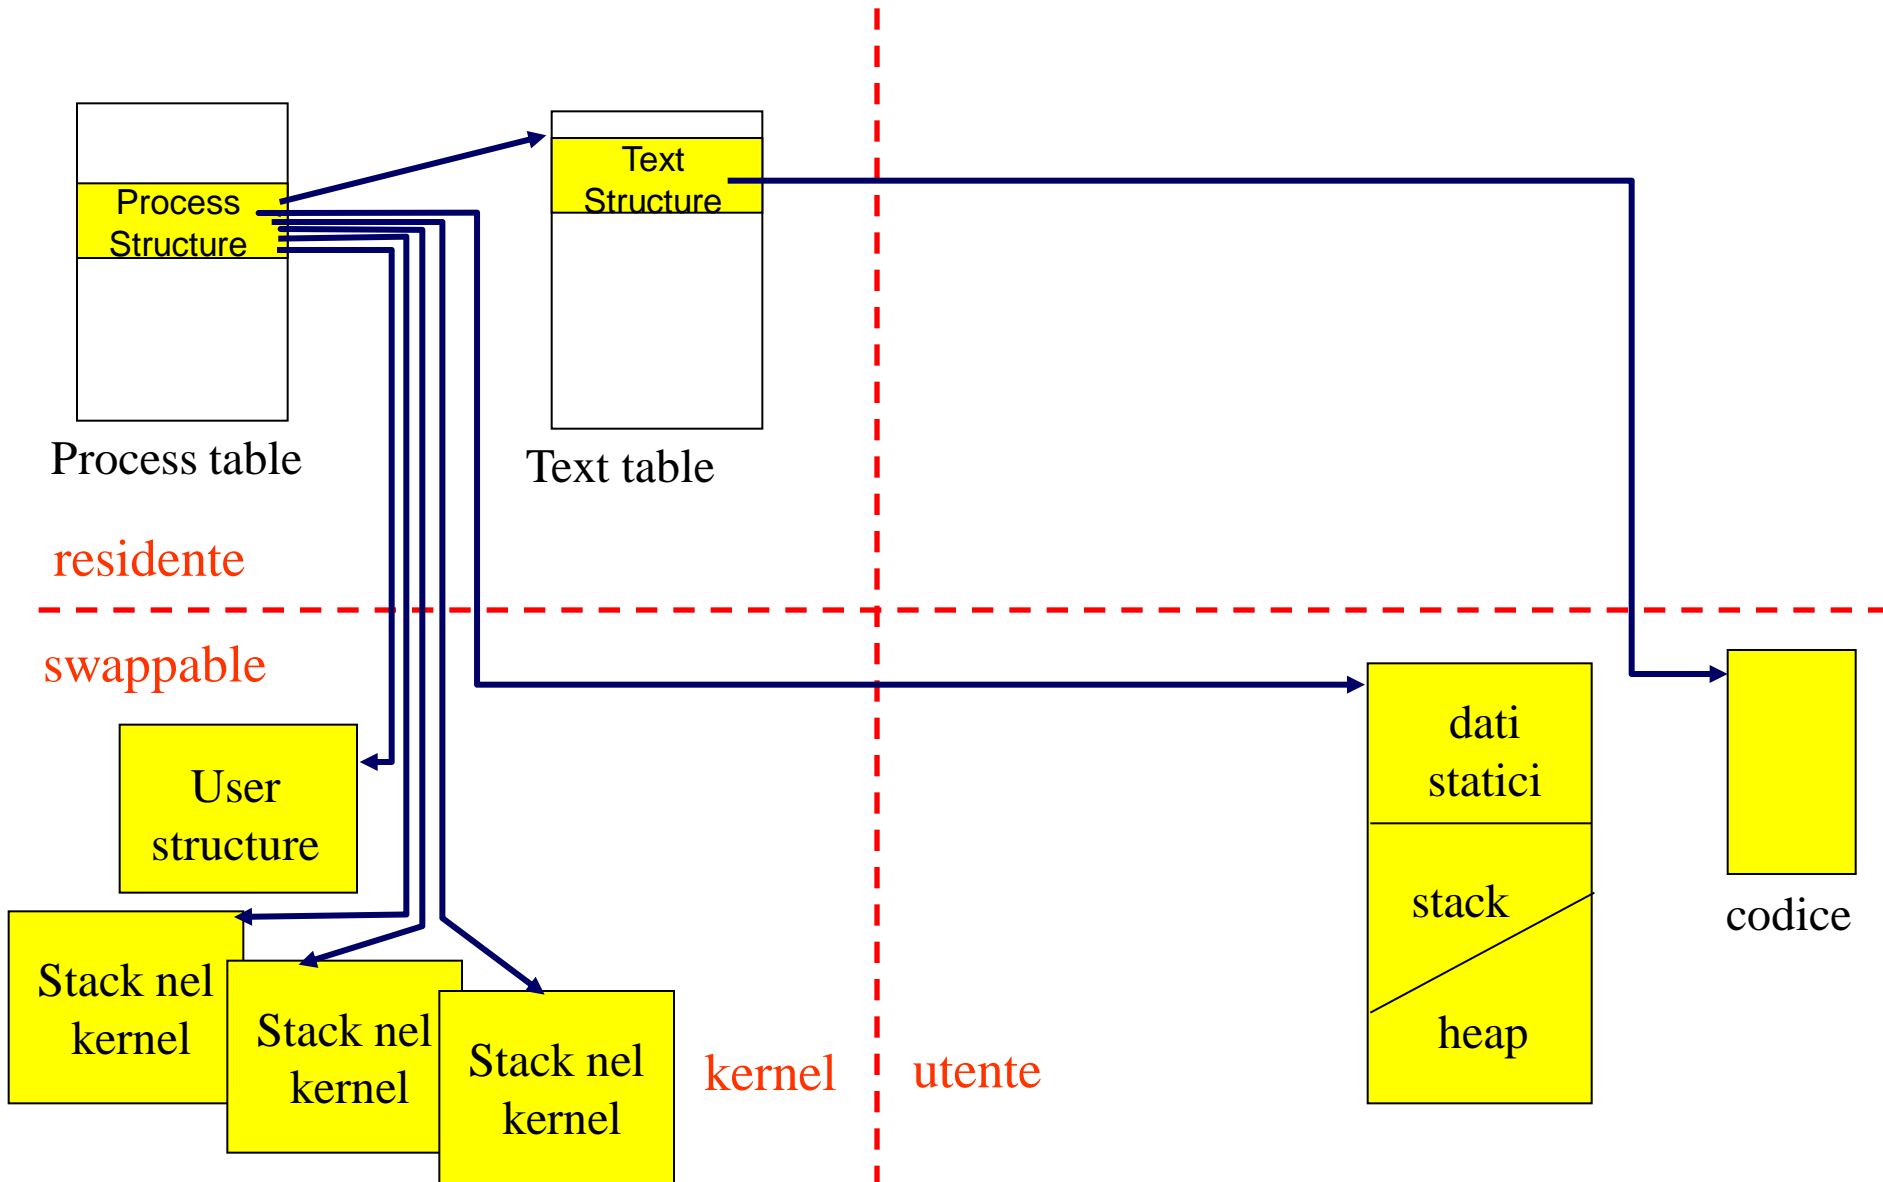 Process
Structure
Process table
Text
Structure
Text table
residente
swappable
User
structure
Stack nel
kernel
Stack nel
kernel
Stack nel
kernel
kernel
utente
dati
statici
stack
heap
codice